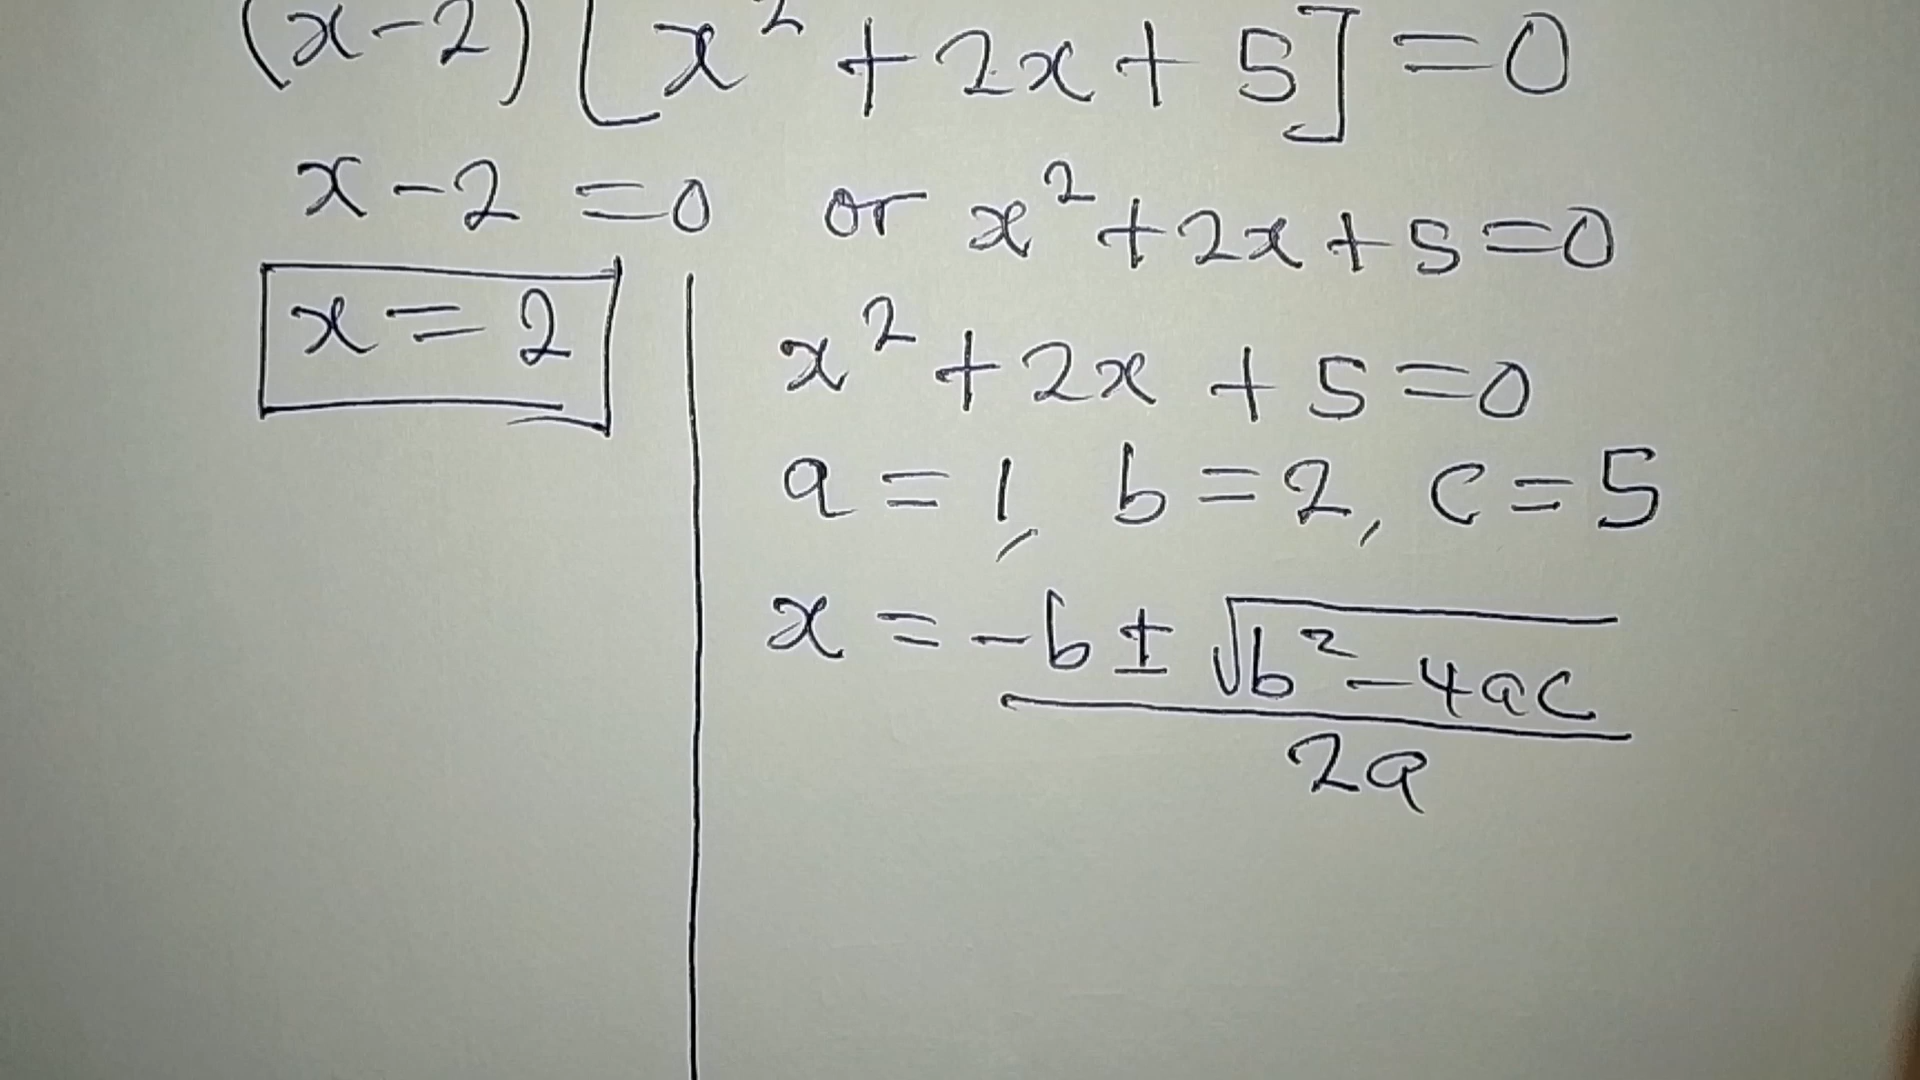 (x-2)[x² + 2x + 5] = 0
x - 2 = 0 or x² + 2x + 5 = 0
x = 2
x² + 2x + 5 = 0
a = 1, b = 2, c = 5
x = -b ± √b² - 4ac
2a